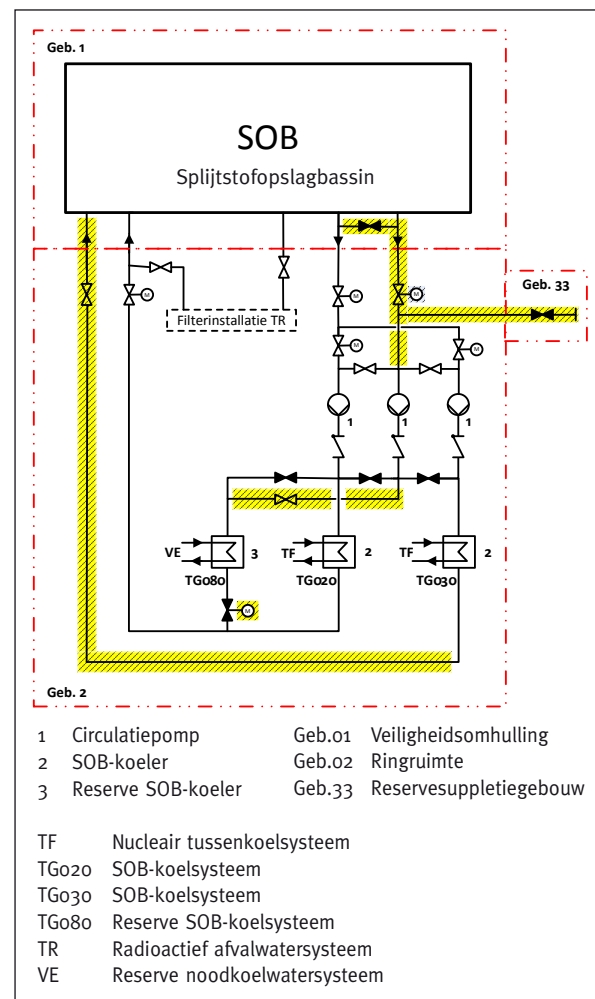 Geb. 1
SOB
Splijtstofopslagbassin
M
Geb. 33
M
M
Filterinstallatie TR
M
M
1
1
1
VE
3
TF
2
TF
2
TG080
TG020
TG030
M
Geb. 2
1 Circulatiepomp
Geb.01 Veiligheidsomhulling
2 SOB-koeler
Geb.02 Ringruimte
3 Reserve SOB-koeler
Geb.33 Reservesuppletiegebouw
TF Nucleair tussenkoelsysteem
TG020 SOB-koelsysteem
TG030 SOB-koelsysteem
TG080 Reserve SOB-koelsysteem
TR Radioactief afvalwatersysteem
VE Reserve noodkoelwatersysteem